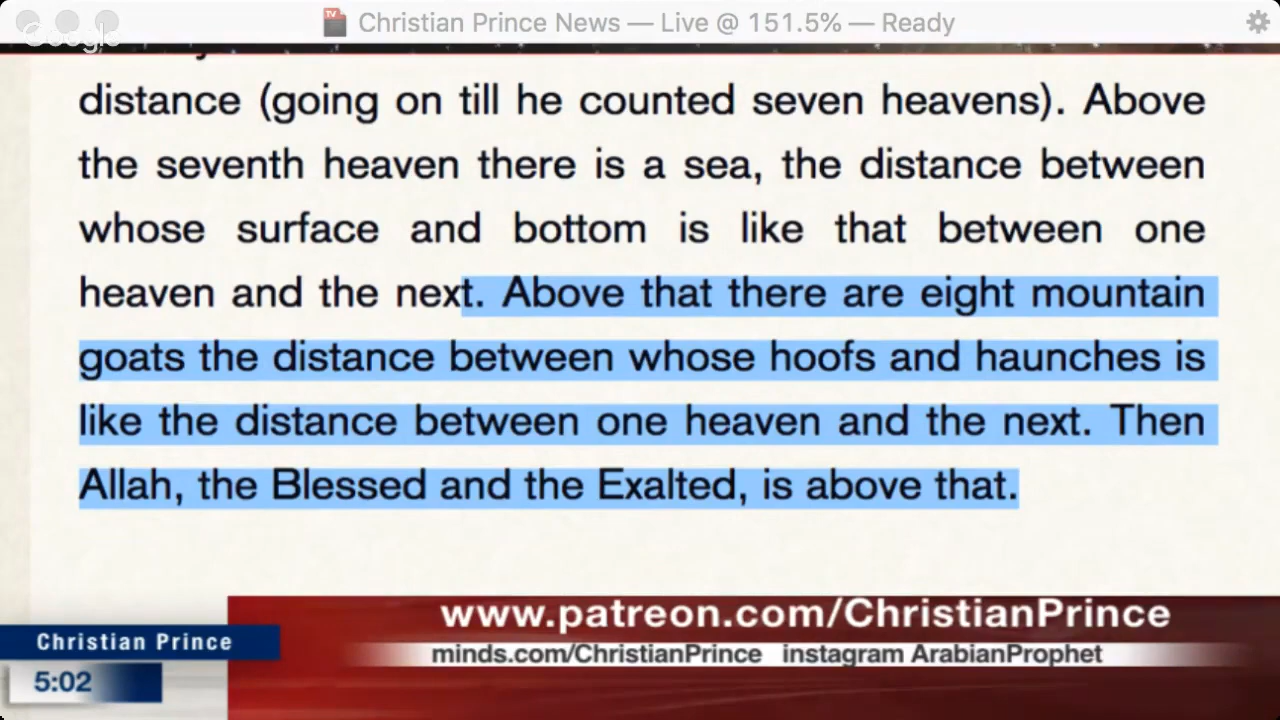 Christian Prince News — Live @ 151.5% — Ready
Google
distance (going on till he counted seven heavens). Above
the seventh heaven there is a sea, the distance between
whose surface and bottom is like that between one
heaven and the next. Above that there are eight mountain
goats the distance between whose hoofs and haunches is
like the distance between one heaven and the next. Then
Allah, the Blessed and the Exalted, is above that.
www.patreon.com/ChristianPrince
Christian Prince
minds.com/ChristianPrince instagram ArabianProphet
5:02